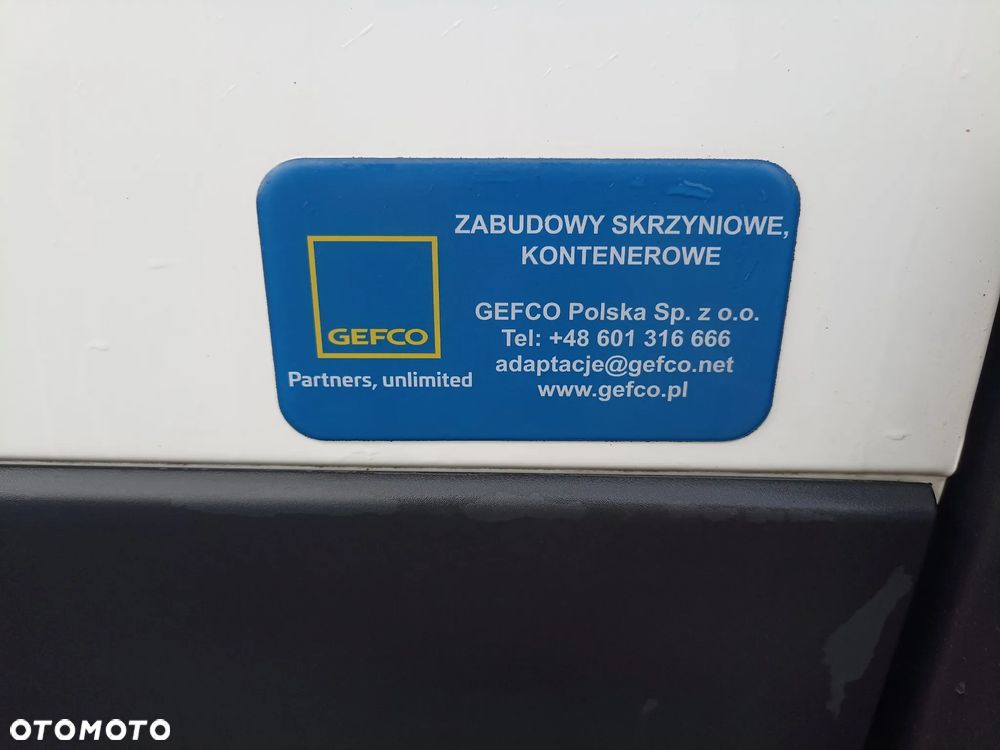 GEFCO
Partners, unlimited
ZABUDOWY SKRZYNIOWE,
KONTENEROWE
GEFCO Polska Sp. z o.o.
Tel: +48 601 316 666
adaptacje@gefco.net
www.gefco.pl
OTOMOTO